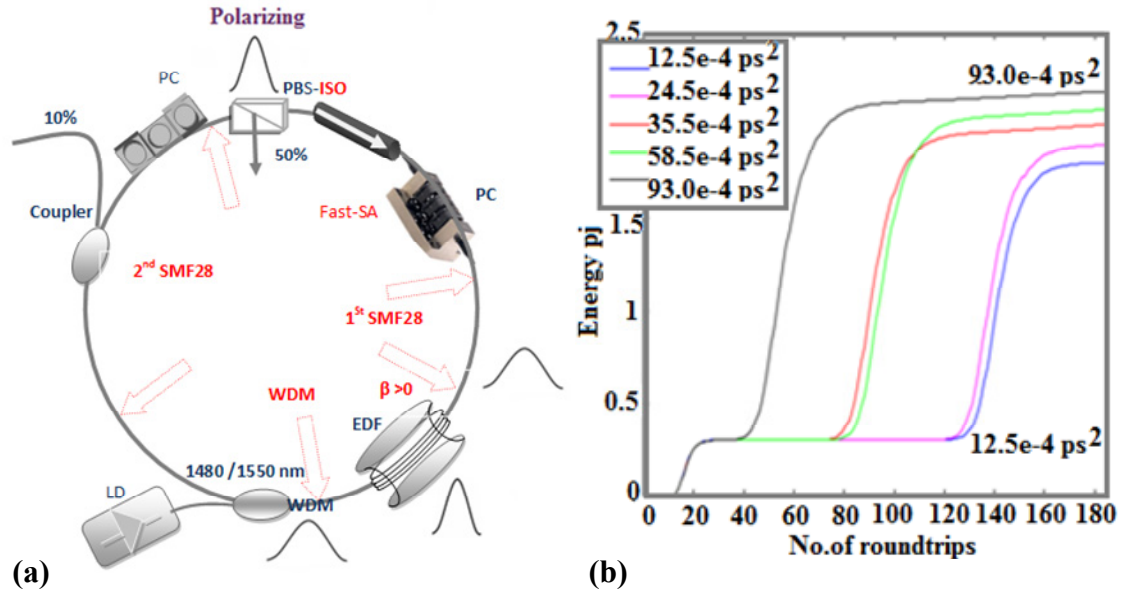 Polarizing
PC
PBS-ISO
10%
50%
Fast-SA
PC
Coupler
2nd SMF28
1St SMF28
WDM
β >0
EDF
1480 /1550 nm
LD
WDM
(a)
2.5
12.5e-4 ps2
24.5e-4 ps2
35.5e-4 ps2
58.5e-4 ps2
93.0e-4 ps2
93.0e-4 ps2
1.5
1
0.5
0
Energy pj
12.5e-4 ps2
0 20 40 60 80 100 120 140 160 180
No.of roundtrips
(b)